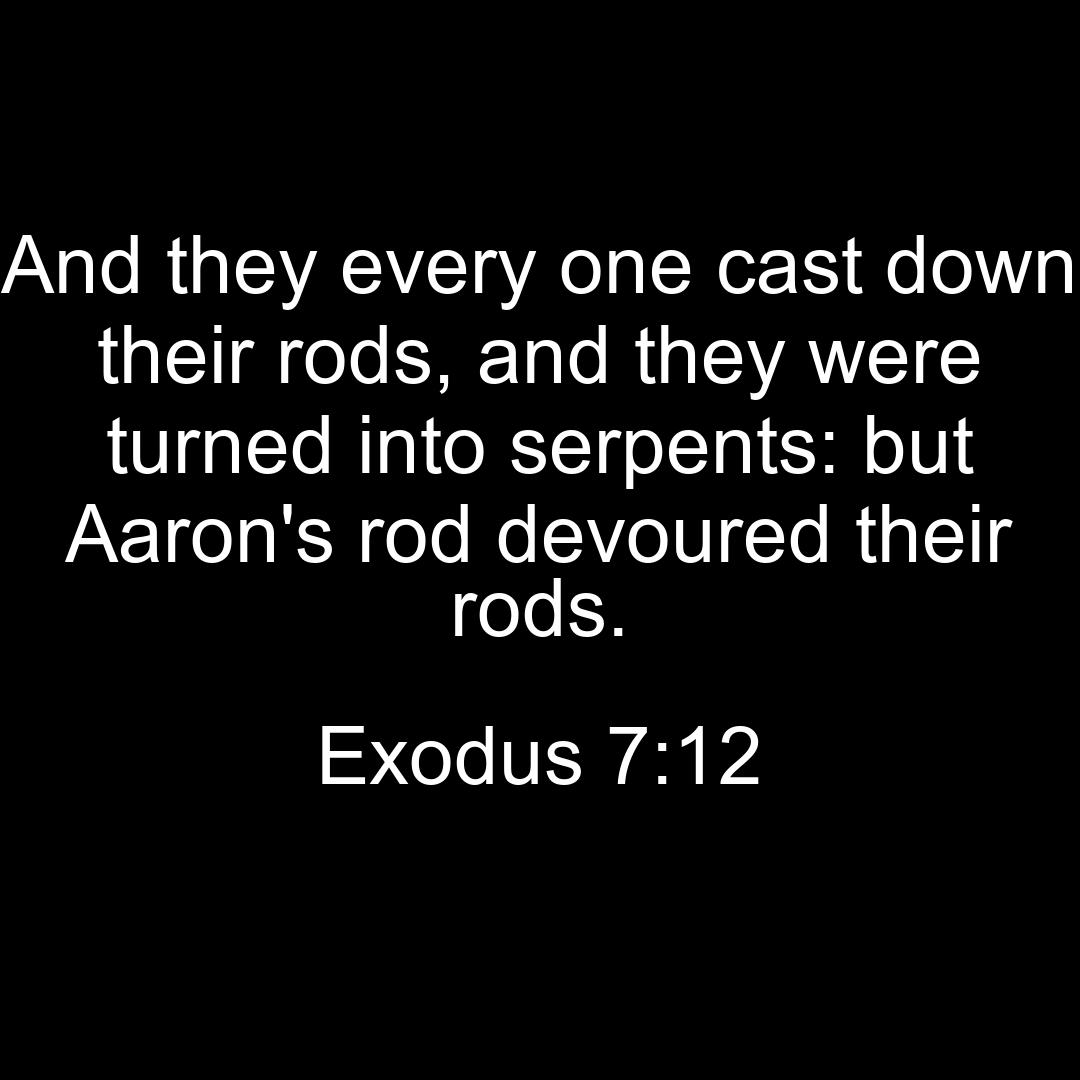 And they every one cast down
their rods, and they were
turned into serpents: but
Aaron's rod devoured their
rods.
Exodus 7:12